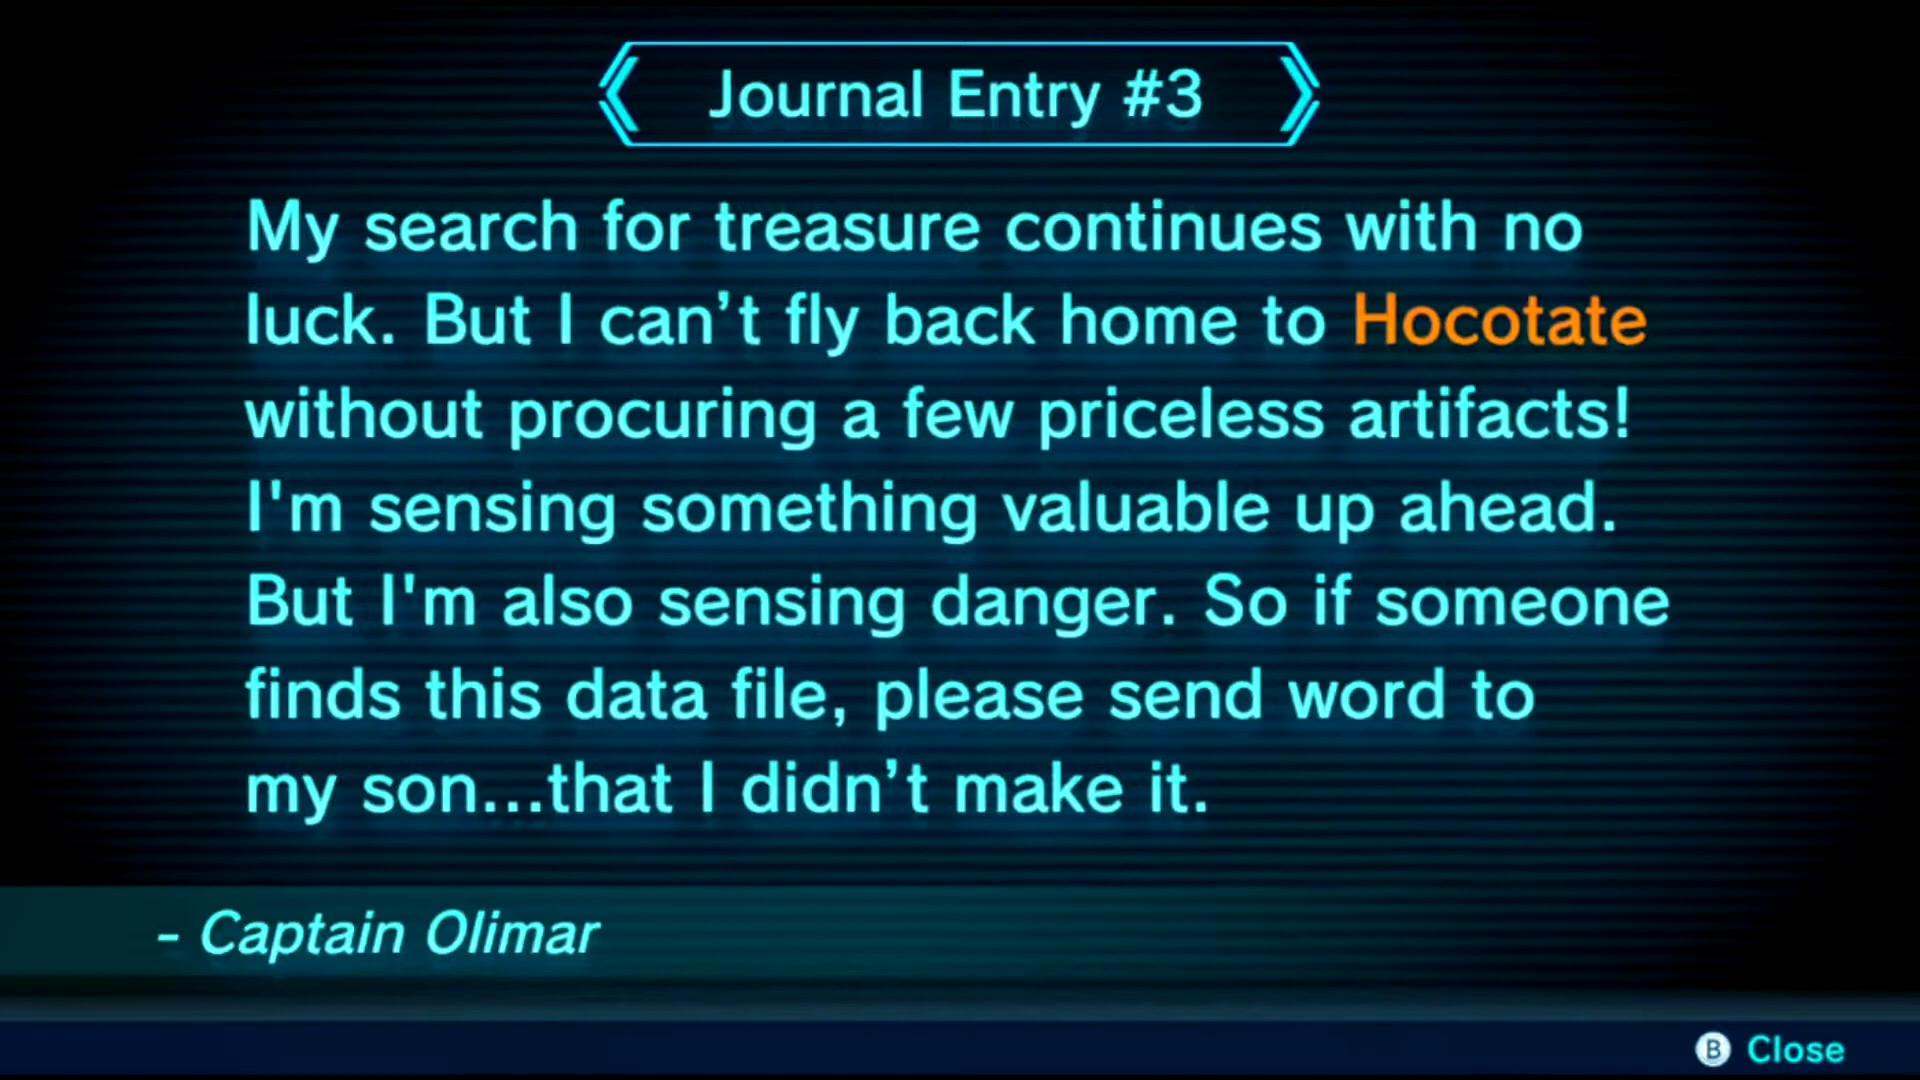 Journal Entry #3
My search for treasure continues with no
luck. But I can’t fly back home to Hocotate
without procuring a few priceless artifacts!
I'm sensing something valuable up ahead.
But I'm also sensing danger. So if someone
finds this data file, please send word to
my son...that I didn’t make it.
- Captain Olimar
B Close